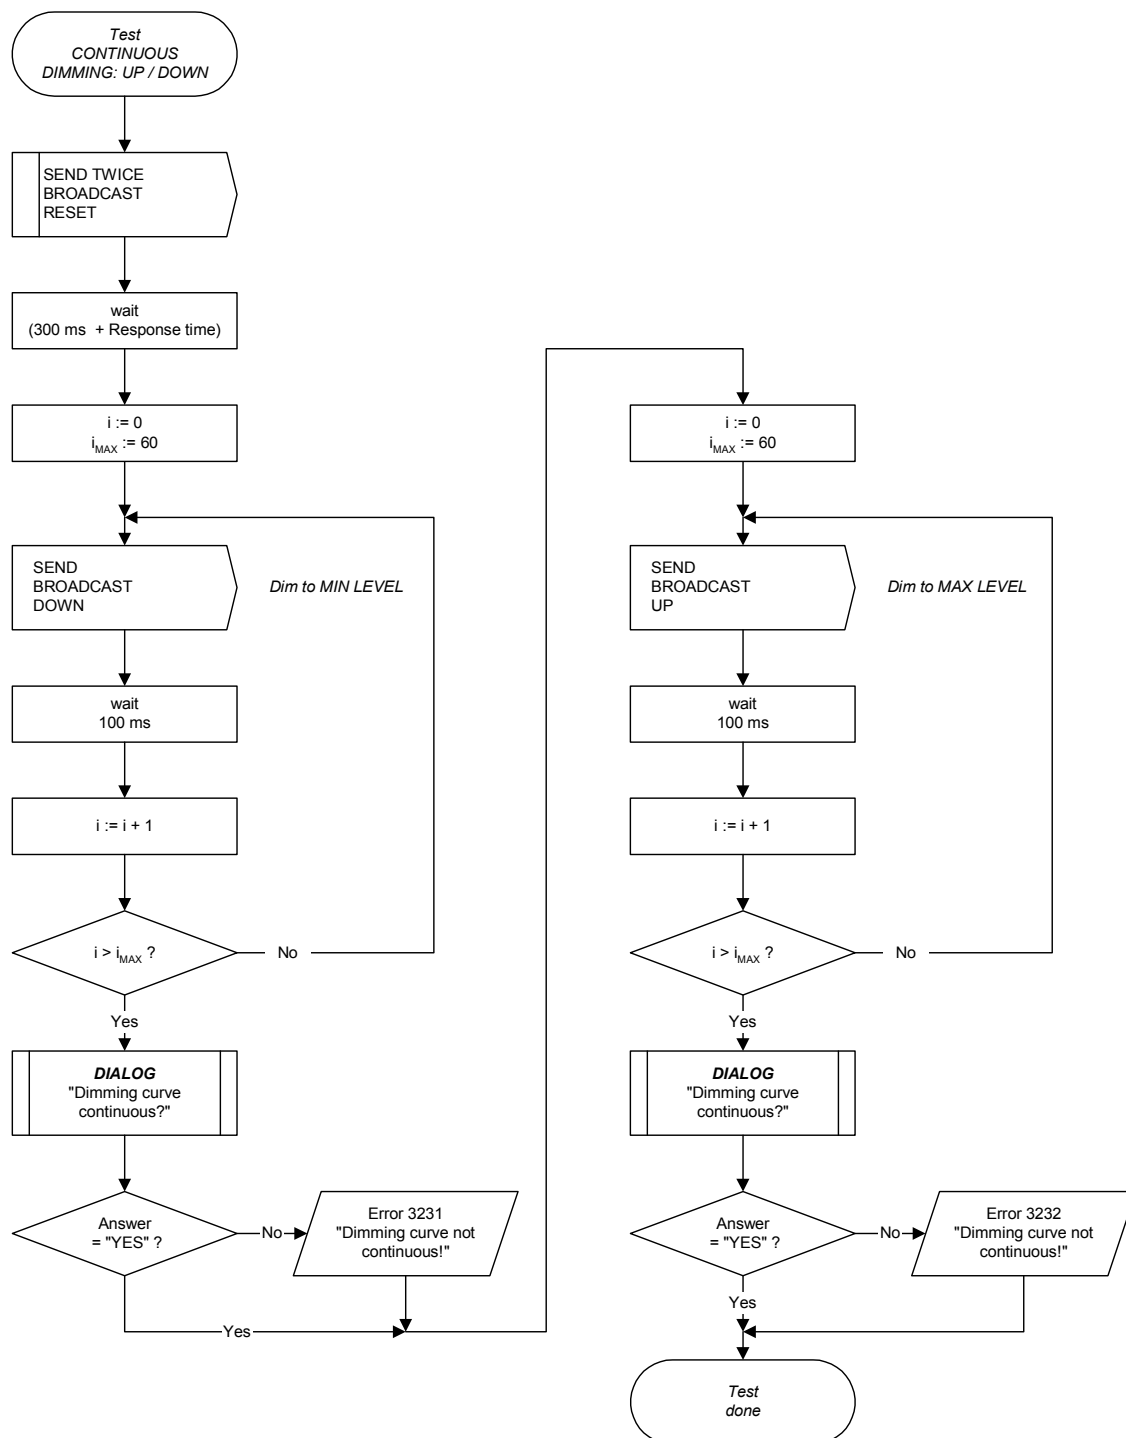 Test
CONTINUOUS
DIMMING: UP / DOWN
SEND TWICE
BROADCAST
RESET
wait
(300 ms + Response time)
i := 0
iMAX := 60
SEND
BROADCAST
DOWN
Dim to MIN LEVEL
wait
100 ms
i := i + 1
i > iMAX ?
No
Yes
DIALOG
"Dimming curve
continuous?"
Answer
= "YES" ?
No
Error 3231
"Dimming curve not
continuous!"
Yes
i := 0
iMAX := 60
SEND
BROADCAST
UP
Dim to MAX LEVEL
wait
100 ms
i := i + 1
i > iMAX ?
No
Yes
DIALOG
"Dimming curve
continuous?"
Answer
= "YES" ?
No
Error 3232
"Dimming curve not
continuous!"
Yes
Test
done